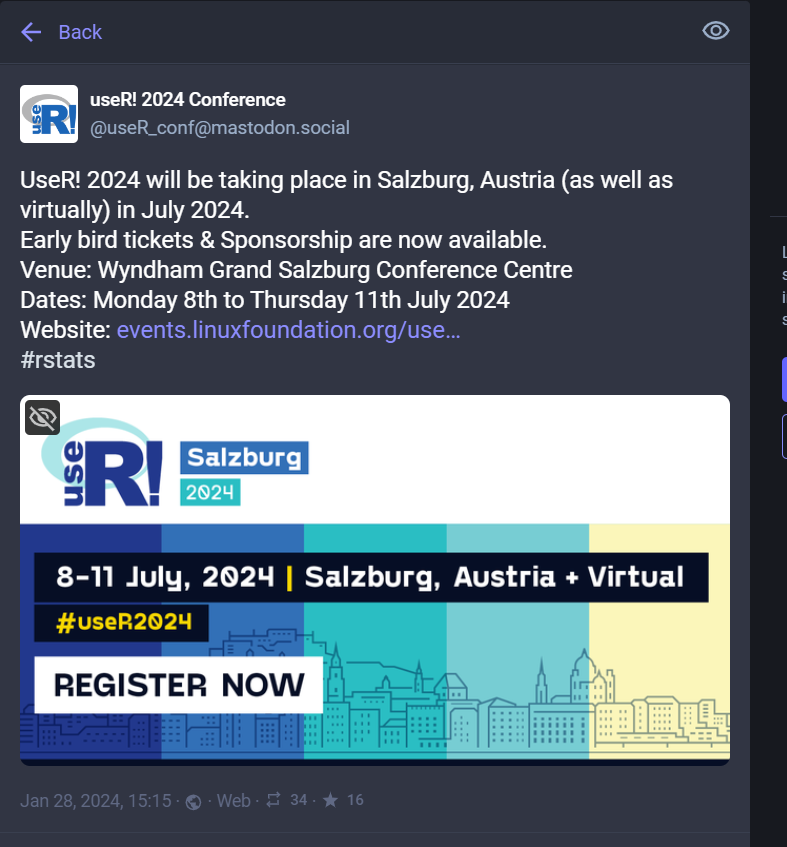 Back
useR! 2024 Conference
@useR_conf@mastodon.social
UseR! 2024 will be taking place in Salzburg, Austria (as well as
virtually) in July 2024.
Early bird tickets & Sponsorship are now available.
Venue: Wyndham Grand Salzburg Conference Centre
Dates: Monday 8th to Thursday 11th July 2024
Website: events.linuxfoundation.org/use...
#rstats
useR!
Salzburg
2024
8-11 July, 2024 | Salzburg, Austria + Virtual
#useR2024
REGISTER NOW
Jan 28, 2024, 15:15 · · Web · 34 · 16